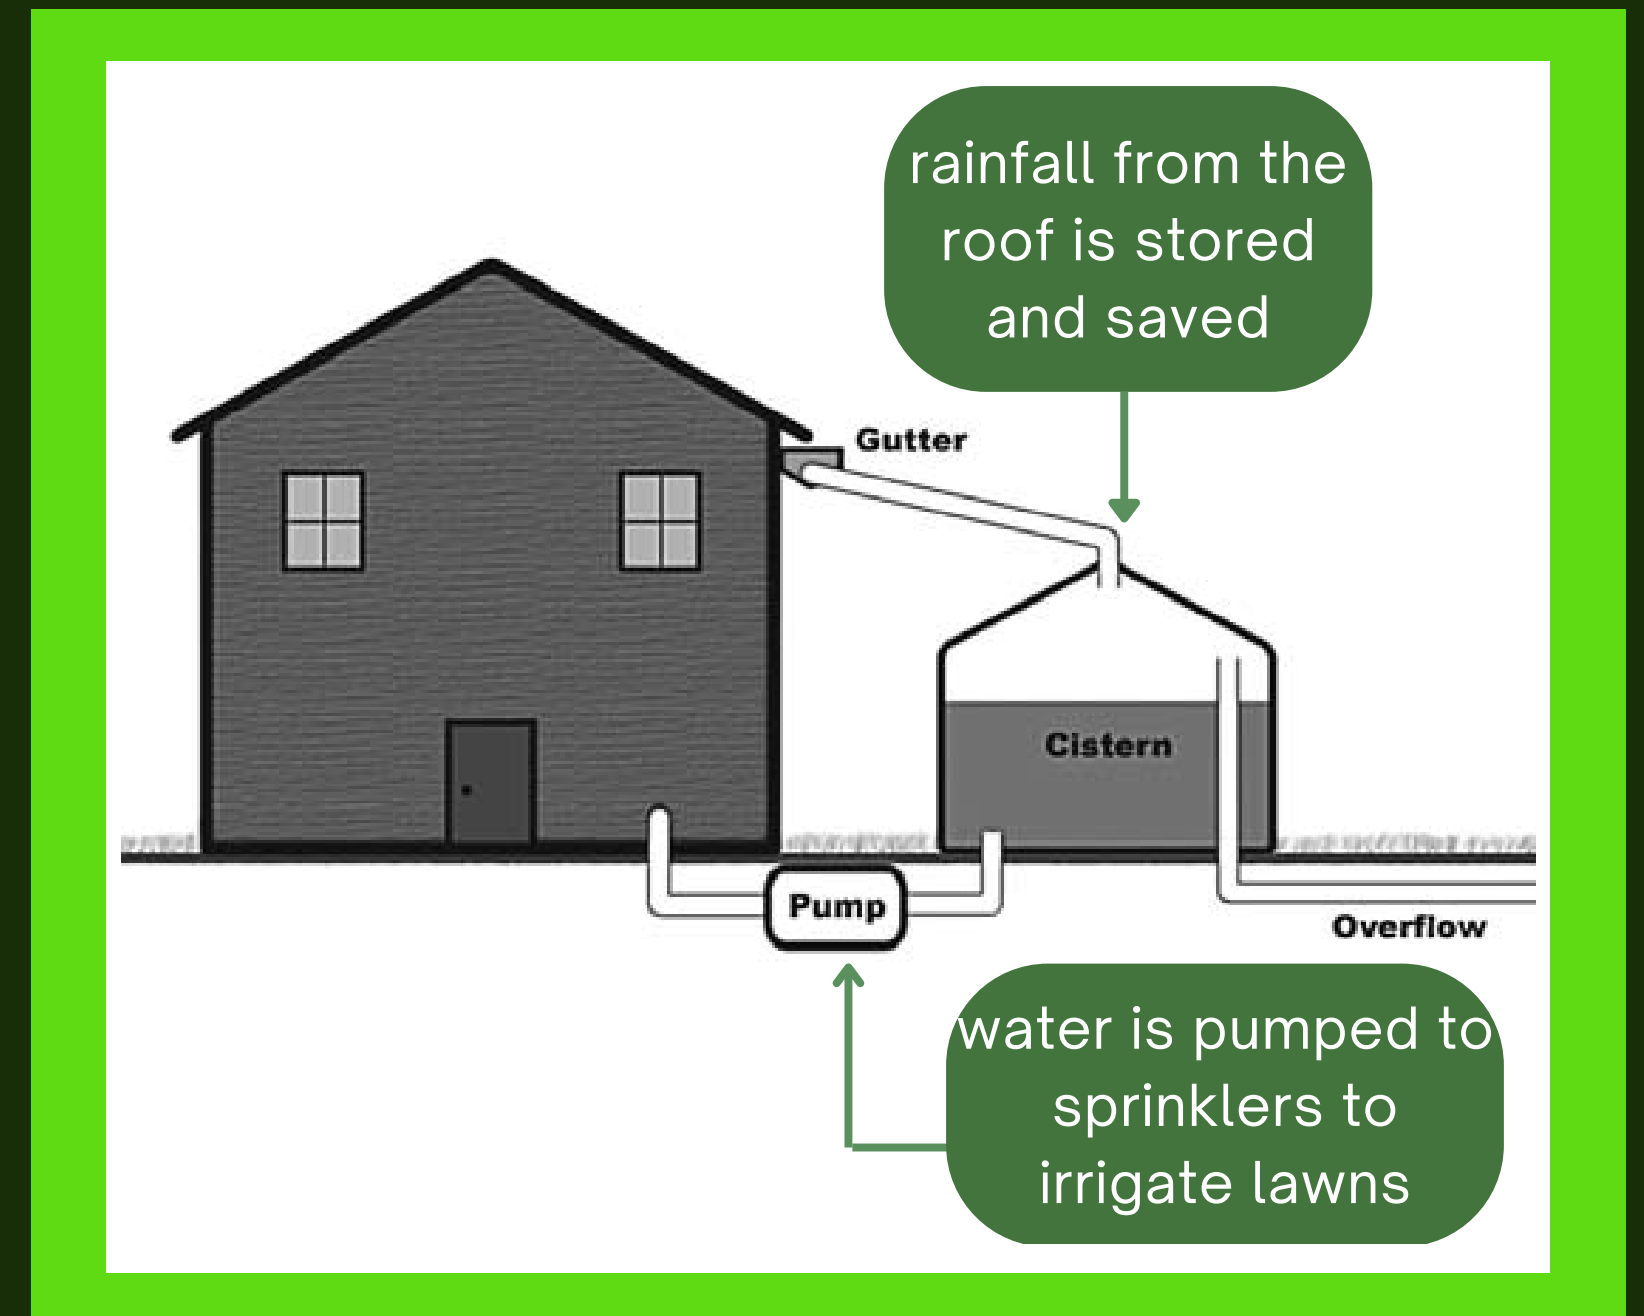 rainfall from the
roof is stored
and saved
Gutter
Cistern
Pump
Overflow
water is pumped to
sprinklers to
irrigate lawns